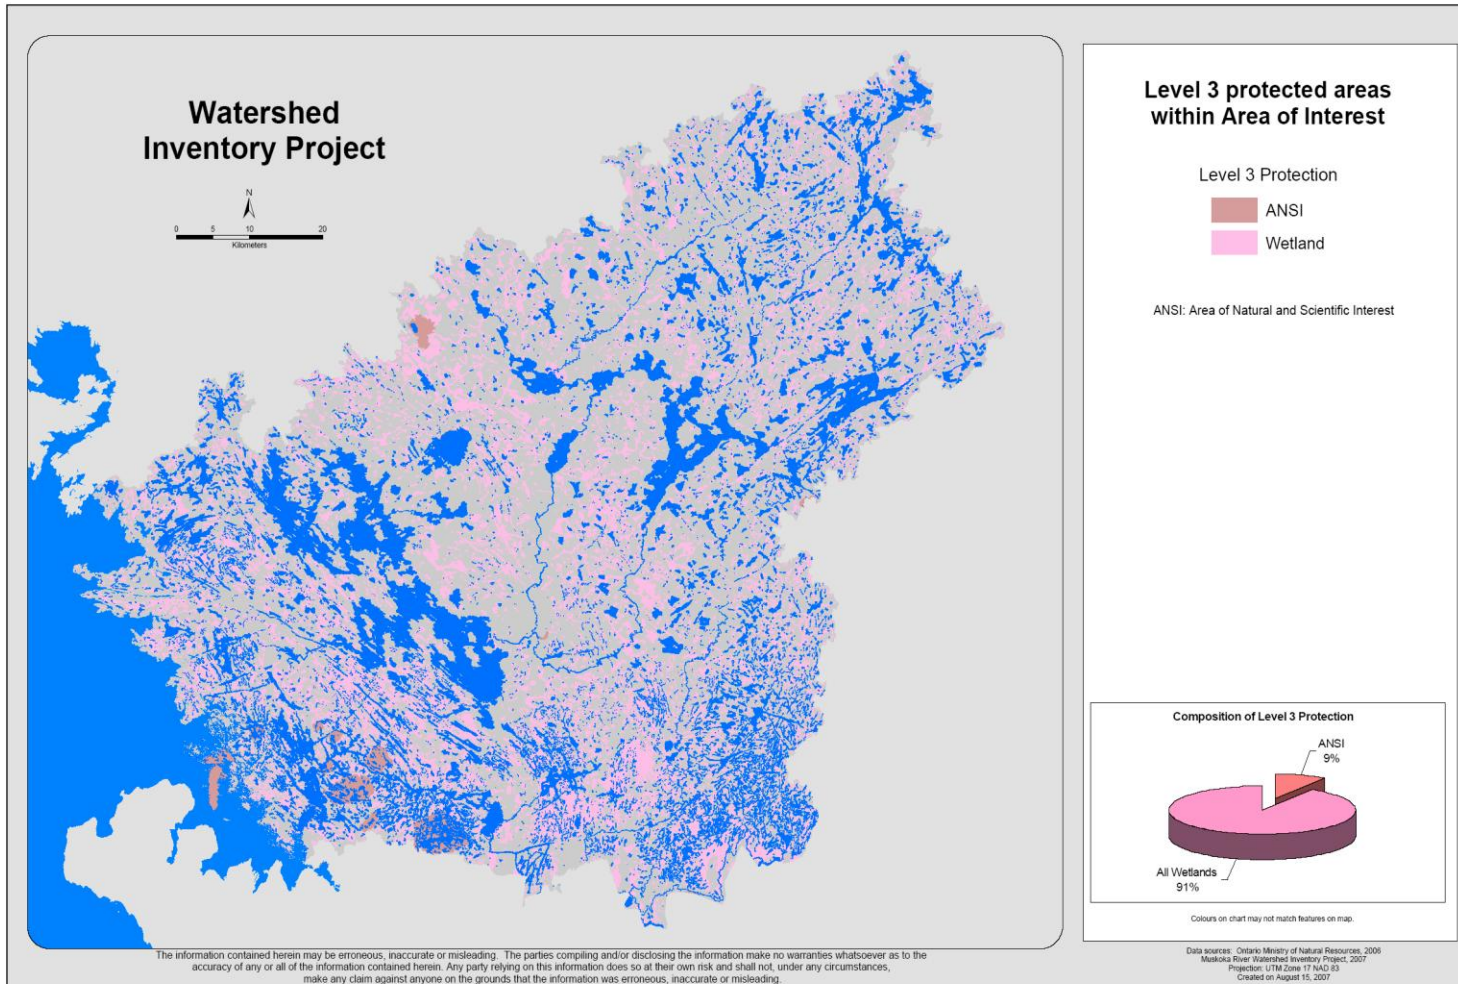 Watershed
Inventory Project
N
0 5 10 20
Kilometers
Level 3 protected areas
within Area of Interest
Level 3 Protection
ANSI
Wetland
ANSI: Area of Natural and Scientific Interest
Composition of Level 3 Protection
ANSI
9%
All Wetlands
91%
Colours on chart may not match features on map.
The information contained herein may be erroneous, inaccurate or misleading. The parties compiling and/or disclosing the information make no warranties whatsoever as to the
accuracy of any or all of the information contained herein. Any party relying on this information does so at their own risk and shall not, under any circumstances,
make any claim against anyone on the grounds that the information was erroneous, inaccurate or misleading.
Data sources: Ontario Ministry of Natural Resources, 2006
Muskoka River Watershed Inventory Project, 2007
Projection: UTM Zone 17 NAD 83
Created on August 15, 2007